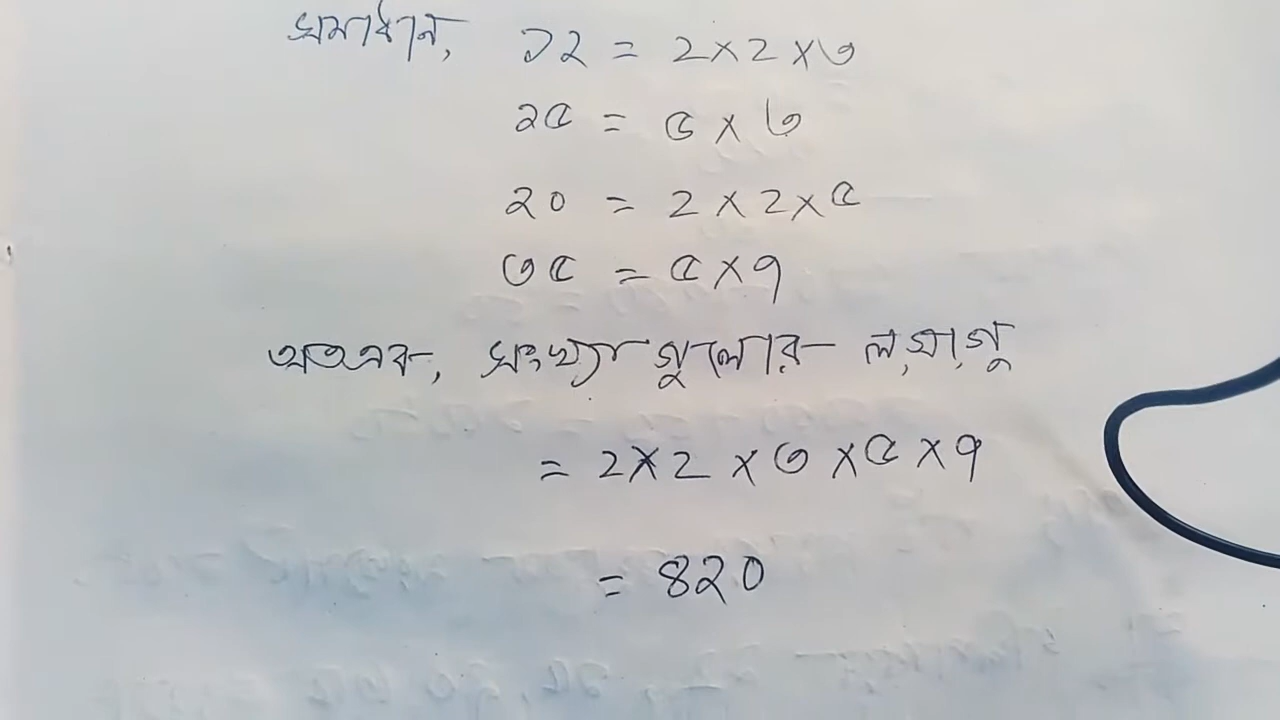 সমাধান, ১২ = ২×২×৩
২৫ = ৫×৩
২০ = ২×২×৫
৩৫ = ৫×৭
অতএব, সংখ্যাগুলোর ল,সা,গু
= ২×২×৩×৫×৭
= ৪২০